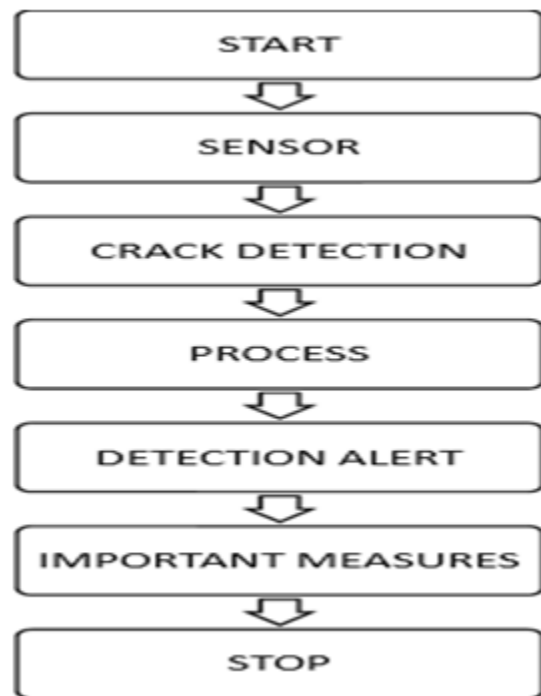 START
SENSOR
CRACK DETECTION
PROCESS
DETECTION ALERT
IMPORTANT MEASURES
STOP